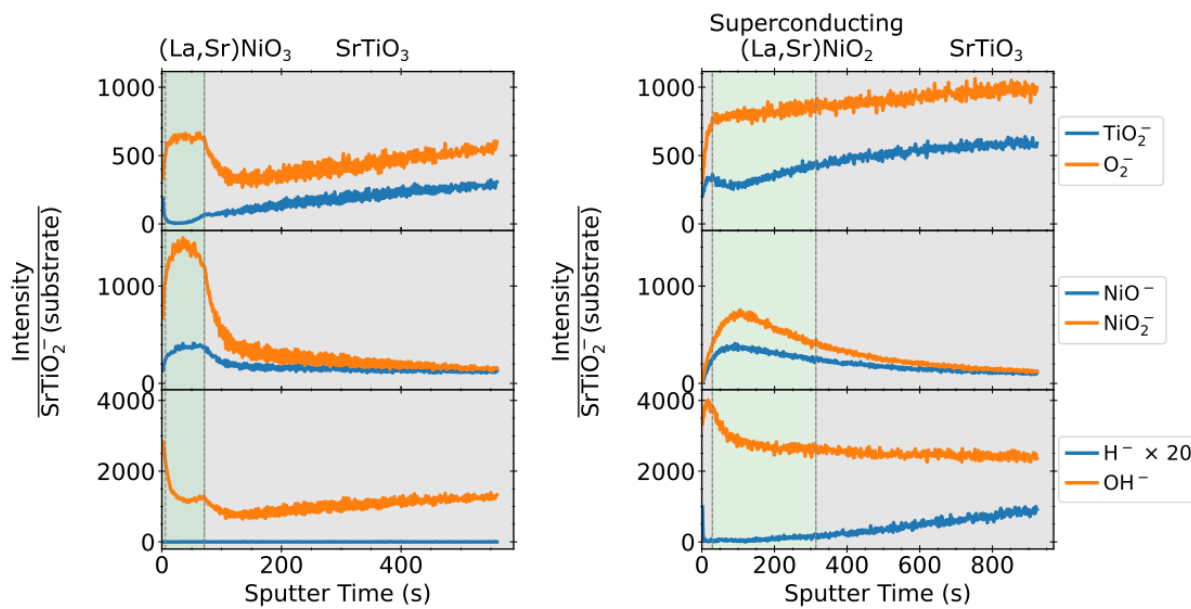 (La,Sr)NiO₃ SrTiO₃
Superconducting
(La,Sr)NiO₂ SrTiO₃
1000
500
0
1000
0
4000
2000
0
0 200 400
Sputter Time (s)
Intensity
SrTiO₂⁻ (substrate)
1000
500
0
1000
0
4000
2000
0
0 200 400 600 800
Sputter Time (s)
Intensity
SrTiO₂⁻ (substrate)
TiO₂⁻
O₂⁻
NiO⁻
NiO₂⁻
H⁻ × 20
OH⁻